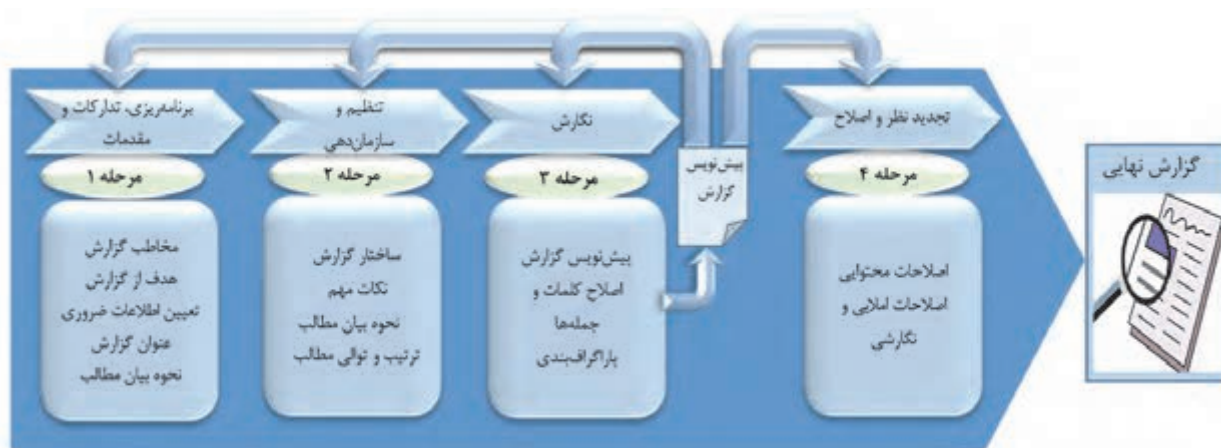 برنامه‌ریزی، تدارکات و
مقدمات
مرحله ۱
مخاطب گزارش
هدف از گزارش
تعیین اطلاعات ضروری
عنوان گزارش
نحوه بیان مطالب
تنظیم و
سازمان‌دهی
مرحله ۲
ساختار گزارش
نکات مهم
نحوه بیان مطالب
ترتیب و توالی مطالب
نگارش
مرحله ۳
پیش‌نویس گزارش
اصلاح کلمات و
جمله‌ها
پاراگراف‌بندی
پیش‌نویس
گزارش
تجدید نظر و اصلاح
مرحله ۴
اصلاحات محتوایی
اصلاحات املایی و
نگارشی
گزارش نهایی